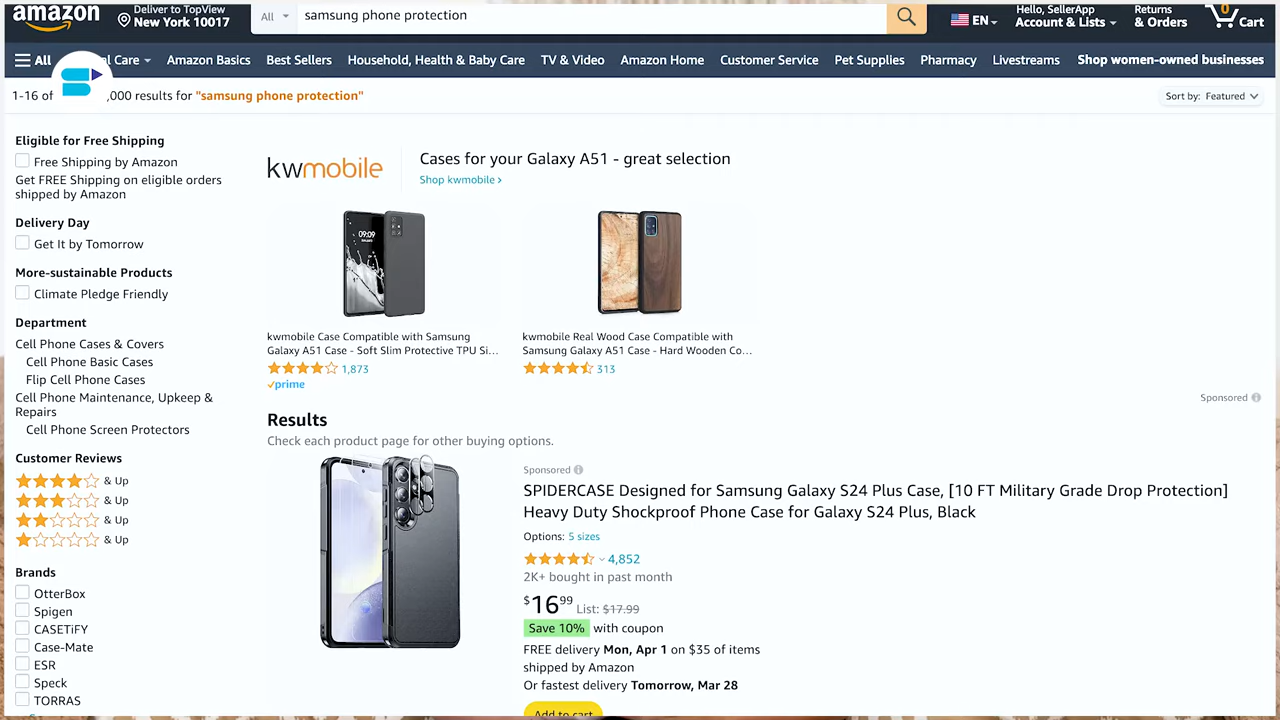 amazon
Deliver to TopView
New York 10017
All
samsung phone protection
EN
Hello, SellerApp
Account & Lists
Returns
& Orders
0
Cart
All
Care
Amazon Basics
Best Sellers
Household, Health & Baby Care
TV & Video
Amazon Home
Customer Service
Pet Supplies
Pharmacy
Livestreams
Shop women-owned businesses
1-16 of ,000 results for "samsung phone protection"
Sort by: Featured
Eligible for Free Shipping
Free Shipping by Amazon
Get FREE Shipping on eligible orders
shipped by Amazon
Delivery Day
Get It by Tomorrow
More-sustainable Products
Climate Pledge Friendly
Department
Cell Phone Cases & Covers
Cell Phone Basic Cases
Flip Cell Phone Cases
Cell Phone Maintenance, Upkeep &
Repairs
Cell Phone Screen Protectors
Customer Reviews
& Up
& Up
& Up
& Up
Brands
OtterBox
Spigen
CASETiFY
Case-Mate
ESR
Speck
TORRAS
kwmobile
Cases for your Galaxy A51 - great selection
Shop kwmobile ›
09:09
kwmobile Case Compatible with Samsung
Galaxy A51 Case - Soft Slim Protective TPU Si…
1,873
prime
kwmobile Real Wood Case Compatible with
Samsung Galaxy A51 Case - Hard Wooden Co…
313
Sponsored
Results
Check each product page for other buying options.
Sponsored
SPIDERCASE Designed for Samsung Galaxy S24 Plus Case, [10 FT Military Grade Drop Protection]
Heavy Duty Shockproof Phone Case for Galaxy S24 Plus, Black
Options: 5 sizes
4,852
2K+ bought in past month
$16 99 List: $17.99
Save 10% with coupon
FREE delivery Mon, Apr 1 on $35 of items
shipped by Amazon
Or fastest delivery Tomorrow, Mar 28
Add to cart